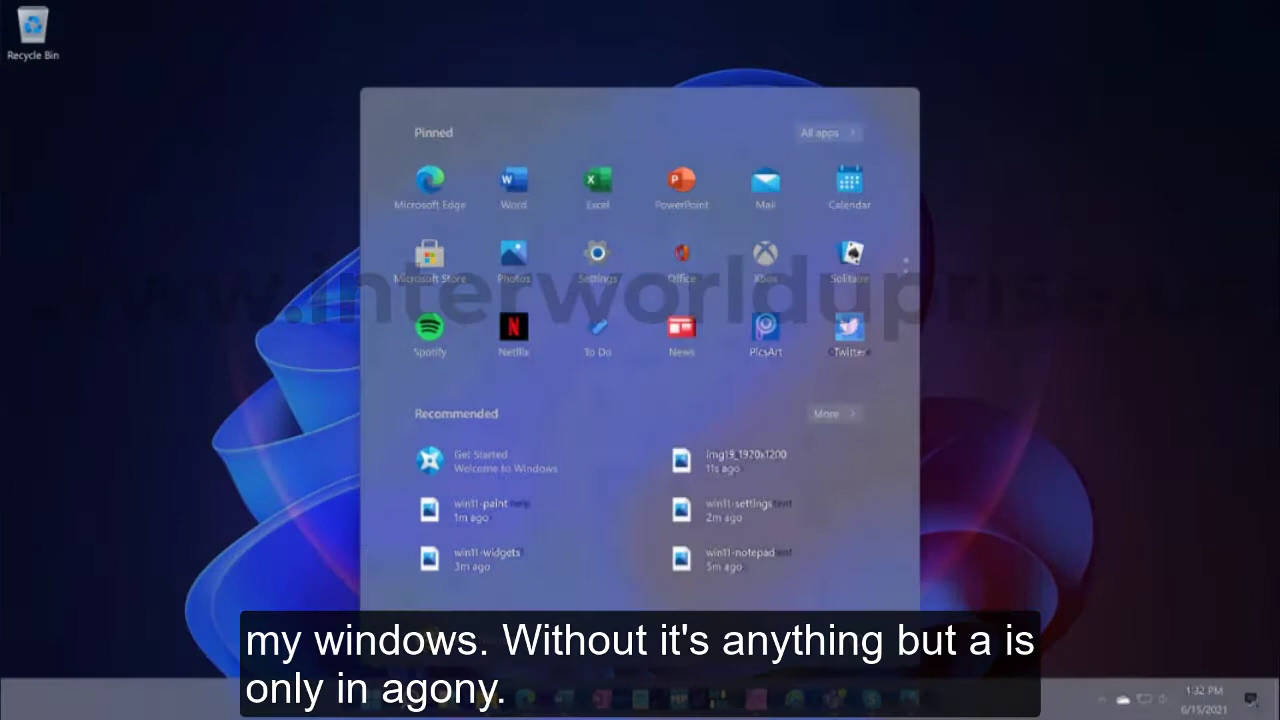 Recycle Bin
Pinned
All apps >
Microsoft Edge Word Excel PowerPoint Mail Calendar
Microsoft Store Photos Settings Office Xbox Solitaire
www.interworlduprise.
Spotify Netflix To Do News PicsArt Twitter
Recommended
More >
Get Started
Welcome to Windows
img19_1920x1200
11s ago
win11-paint
1m ago
win11-settings
2m ago
win11-widgets
3m ago
win11-notepad
5m ago
my windows. Without it's anything but a is
only in agony.
1:32 PM
6/15/2021